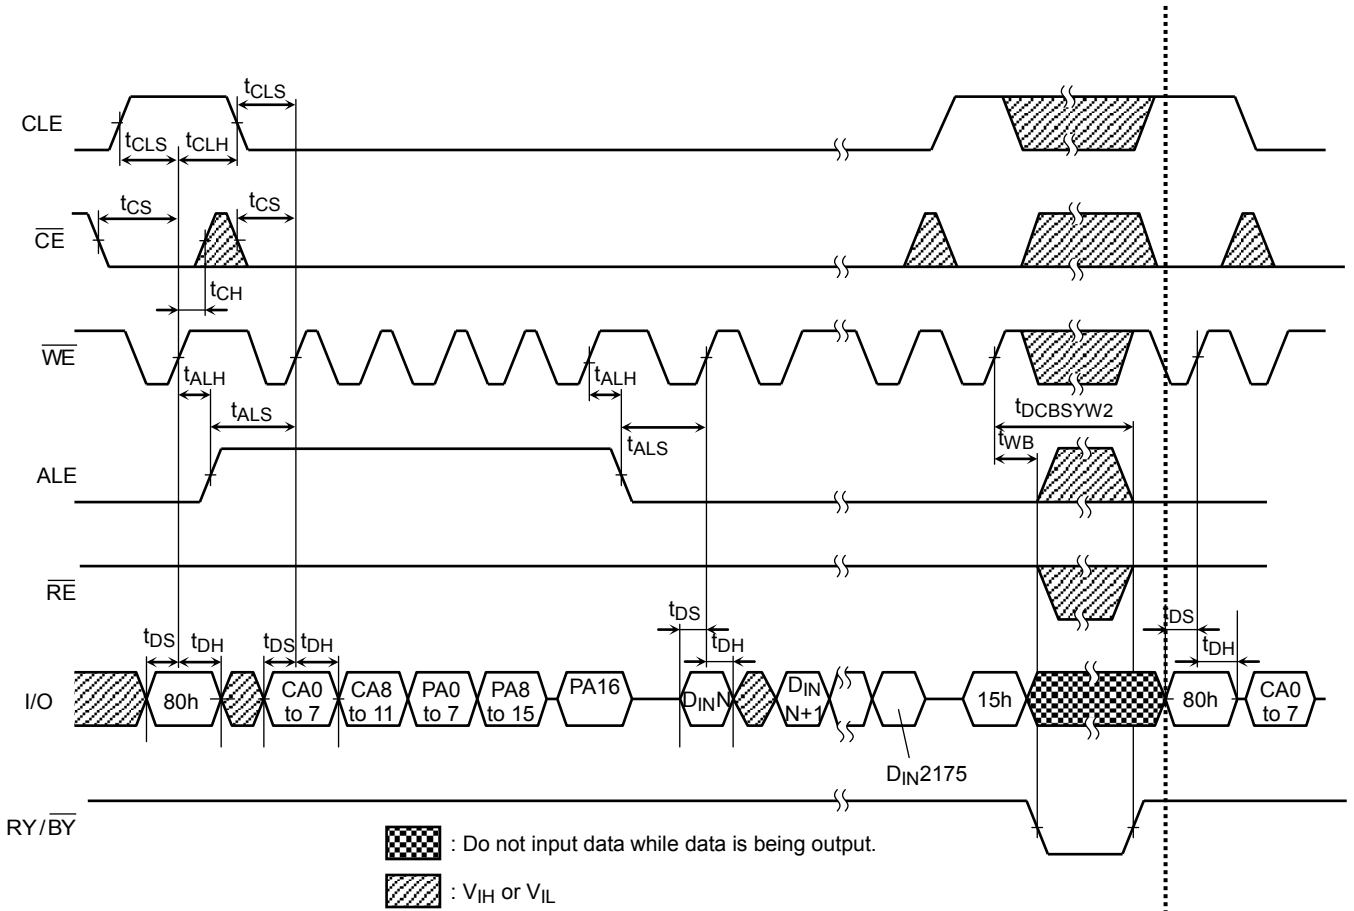 tCLS
CLE
tCLS tCLH
tCS tCS
CE
tCH
WE
tALH tALH
tDCBSYW2
tALS
tALS
tWB
ALE
RE
tDS
tDS tDH tDS tDH tDH DS tDH
I/O
80h
CA0 to 7
CA8 to 11
PA0 to 7
PA8 to 15
PA16
DINN
DIN N+1
15h
80h
CA0 to 7
DIN2175
RY/BY
: Do not input data while data is being output.
: VIH or VIL